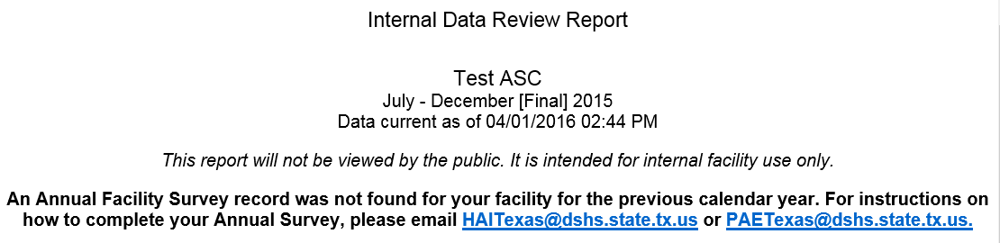 Internal Data Review Report
Test ASC
July - December [Final] 2015
Data current as of 04/01/2016 02:44 PM
This report will not be viewed by the public. It is intended for internal facility use only.
An Annual Facility Survey record was not found for your facility for the previous calendar year. For instructions on
how to complete your Annual Survey, please email HAITexas@dshs.state.tx.us or PAETexas@dshs.state.tx.us.